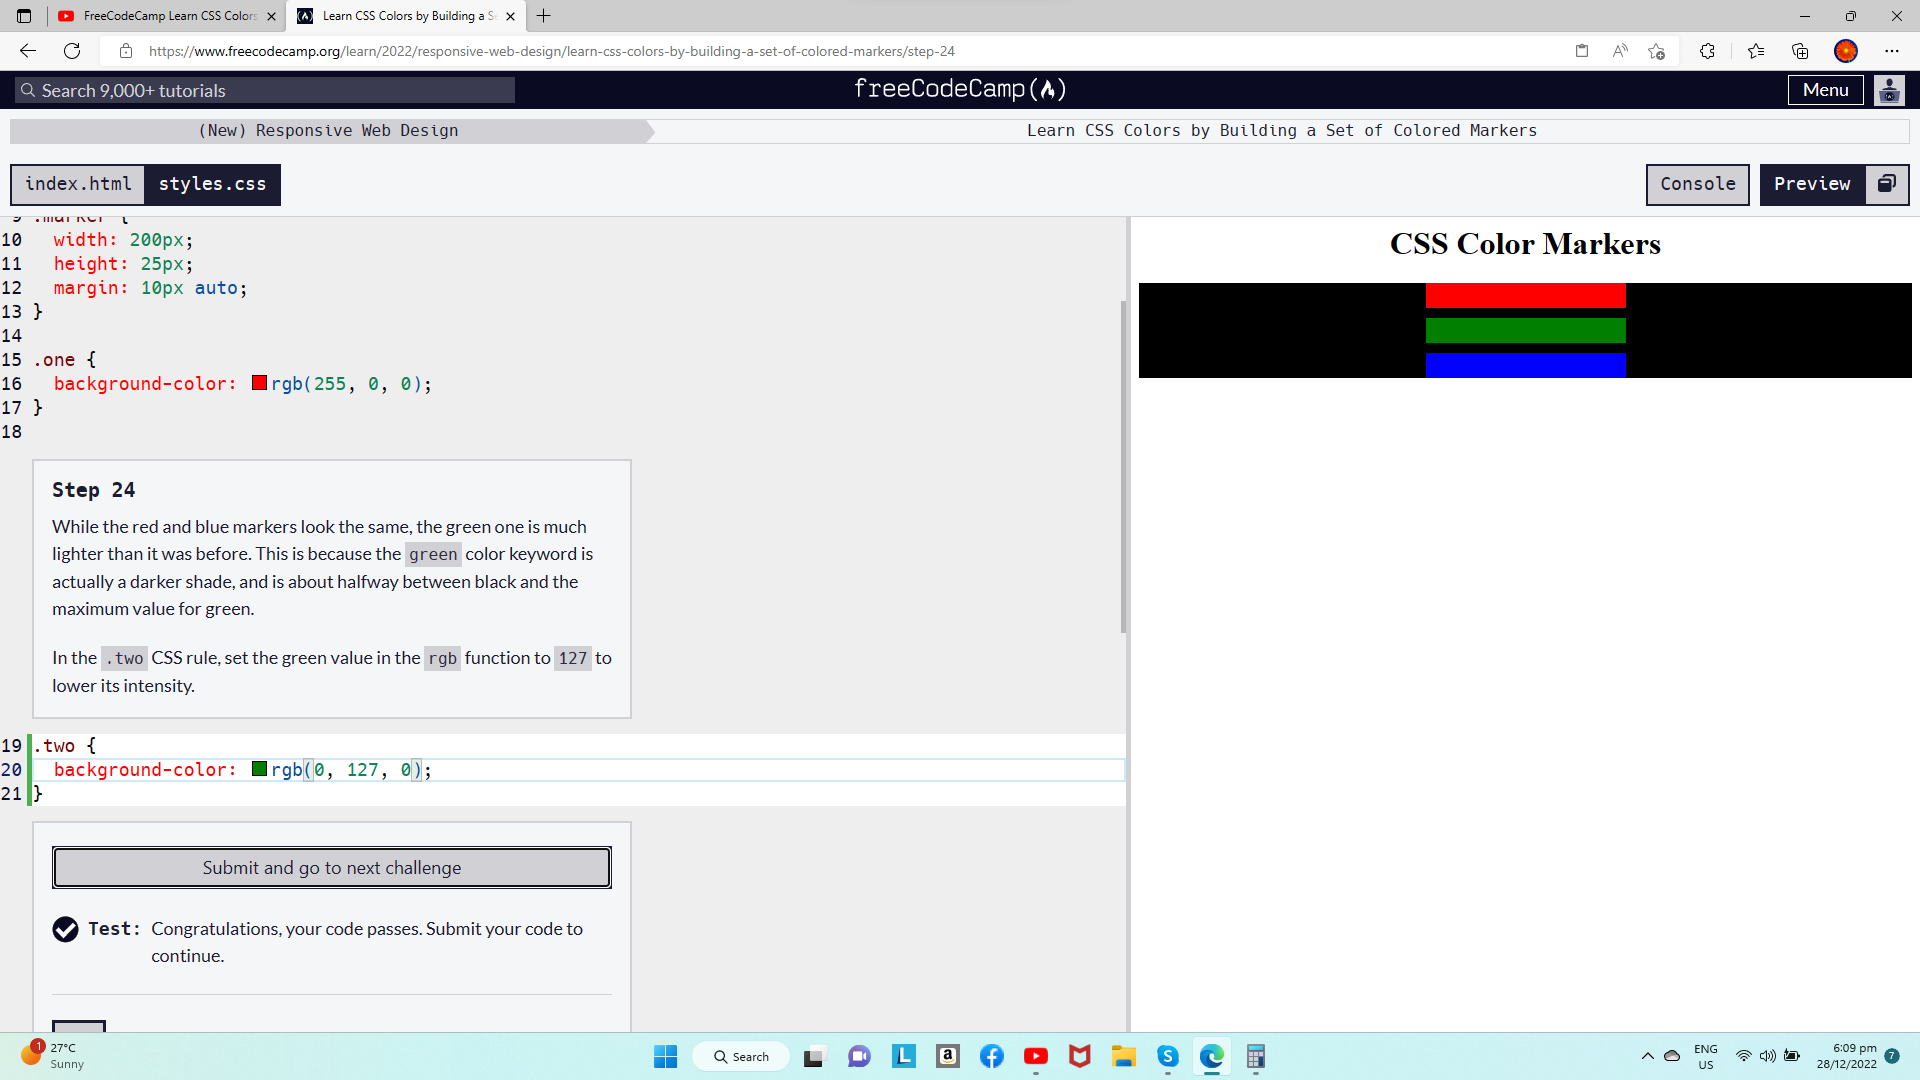 FreeCodeCamp Learn CSS Colors
Learn CSS Colors by Building a Se
https://www.freecodecamp.org/learn/2022/responsive-web-design/learn-css-colors-by-building-a-set-of-colored-markers/step-24
Search 9,000+ tutorials
freeCodeCamp
Menu
(New) Responsive Web Design
Learn CSS Colors by Building a Set of Colored Markers
index.html
styles.css
Console
Preview
9 .marker {
10 width: 200px;
11 height: 25px;
12 margin: 10px auto;
13 }
14
15 .one {
16 background-color: rgb(255, 0, 0);
17 }
18
Step 24
While the red and blue markers look the same, the green one is much
lighter than it was before. This is because the green color keyword is
actually a darker shade, and is about halfway between black and the
maximum value for green.
In the .two CSS rule, set the green value in the rgb function to 127 to
lower its intensity.
19 .two {
20 background-color: rgb(0, 127, 0);
21 }
Submit and go to next challenge
Test: Congratulations, your code passes. Submit your code to
continue.
CSS Color Markers
1
27°C
Sunny
Search
ENG
US
6:09 pm
28/12/2022
7